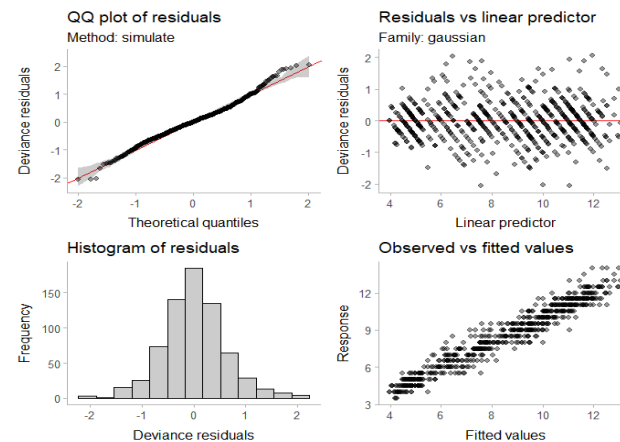 QQ plot of residuals
Method: simulate
Deviance residuals
2
1
0
-1
-2
-2
-1
0
1
2
Theoretical quantiles
Residuals vs linear predictor
Family: gaussian
Deviance residuals
2
1
0
-1
-2
4
6
8
10
12
Linear predictor
Histogram of residuals
Frequency
150
100
50
0
-2
-1
0
1
2
Deviance residuals
Observed vs fitted values
Response
12
9
6
3
4
6
8
10
12
Fitted values